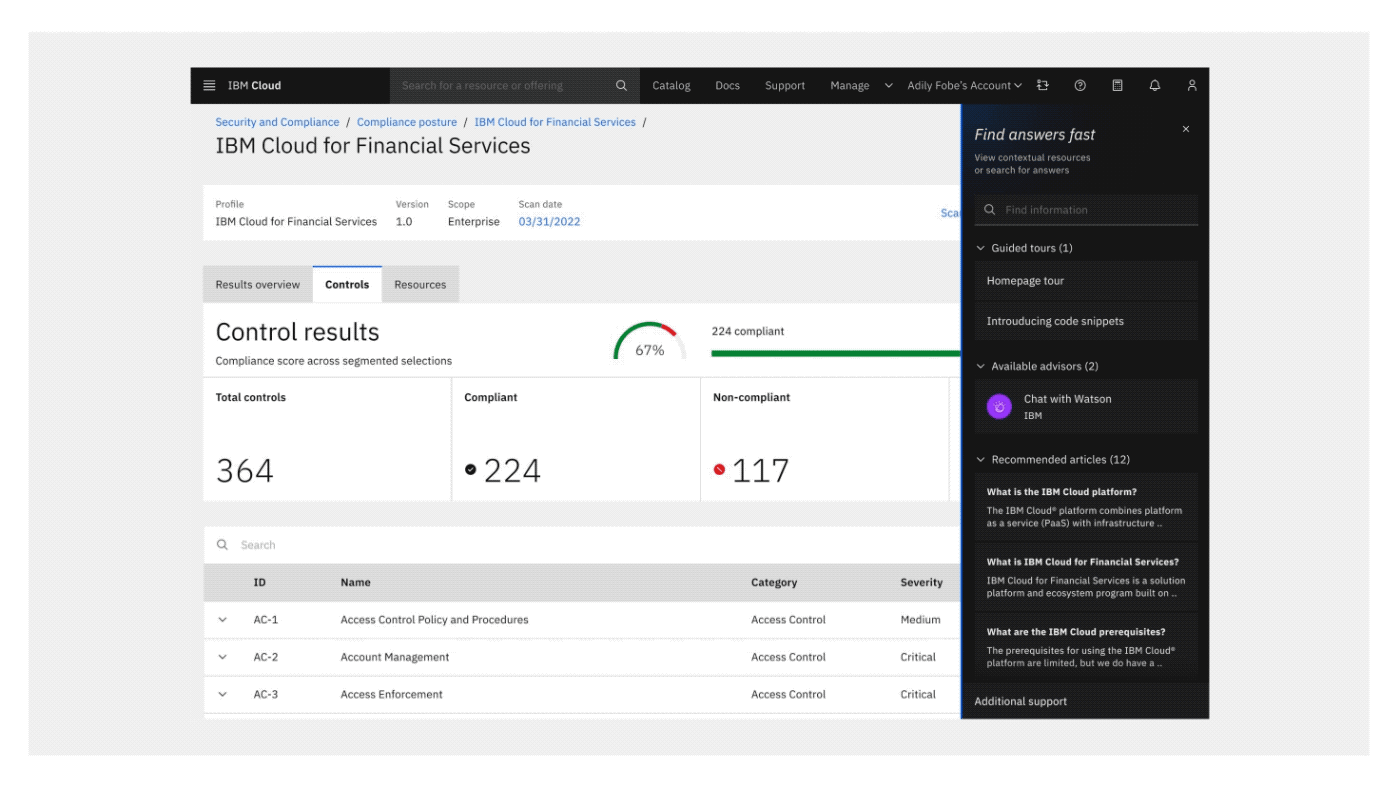 IBM Cloud
Search for a resource or offering
Catalog
Docs
Support
Manage
Adily Fobe's Account
Security and Compliance / Compliance posture / IBM Cloud for Financial Services /
IBM Cloud for Financial Services
Profile
IBM Cloud for Financial Services
Version
1.0
Scope
Enterprise
Scan date
03/31/2022
Results overview
Controls
Resources
Control results
Compliance score across segmented selections
67%
224 compliant
Total controls
364
Compliant
224
Non-compliant
117
Search
ID Name Category Severity
AC-1 Access Control Policy and Procedures Access Control Medium
AC-2 Account Management Access Control Critical
AC-3 Access Enforcement Access Control Critical
Find answers fast
View contextual resources
or search for answers
Find information
Guided tours (1)
Homepage tour
Introuducing code snippets
Available advisors (2)
Chat with Watson
IBM
Recommended articles (12)
What is the IBM Cloud platform?
The IBM Cloud® platform combines platform
as a service (PaaS) with infrastructure ..
What is IBM Cloud for Financial Services?
IBM Cloud for Financial Services is a solution
platform and ecosystem program built on ..
What are the IBM Cloud prerequisites?
The prerequisites for using the IBM Cloud®
platform are limited, but we do have a ..
Additional support